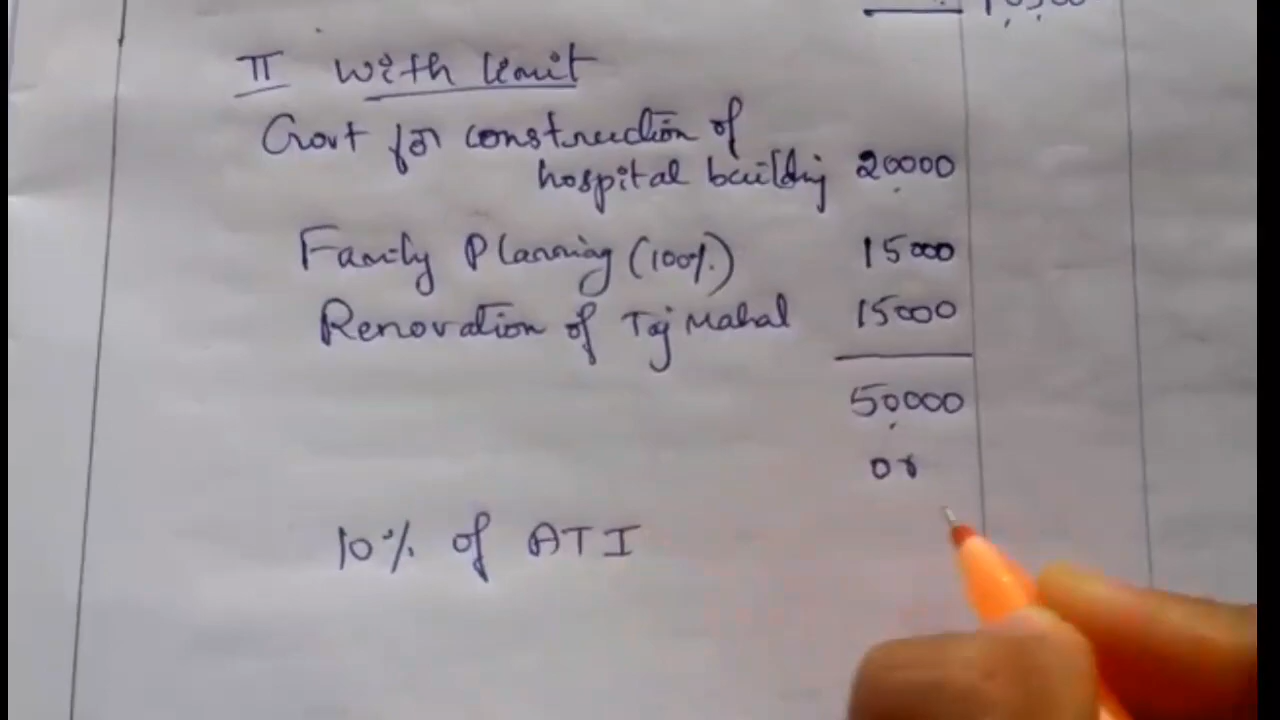 II With limit
Govt for construction of
hospital building 20000
Family Planning (100%) 15000
Renovation of Taj Mahal 15000
50000
or
10% of ATI